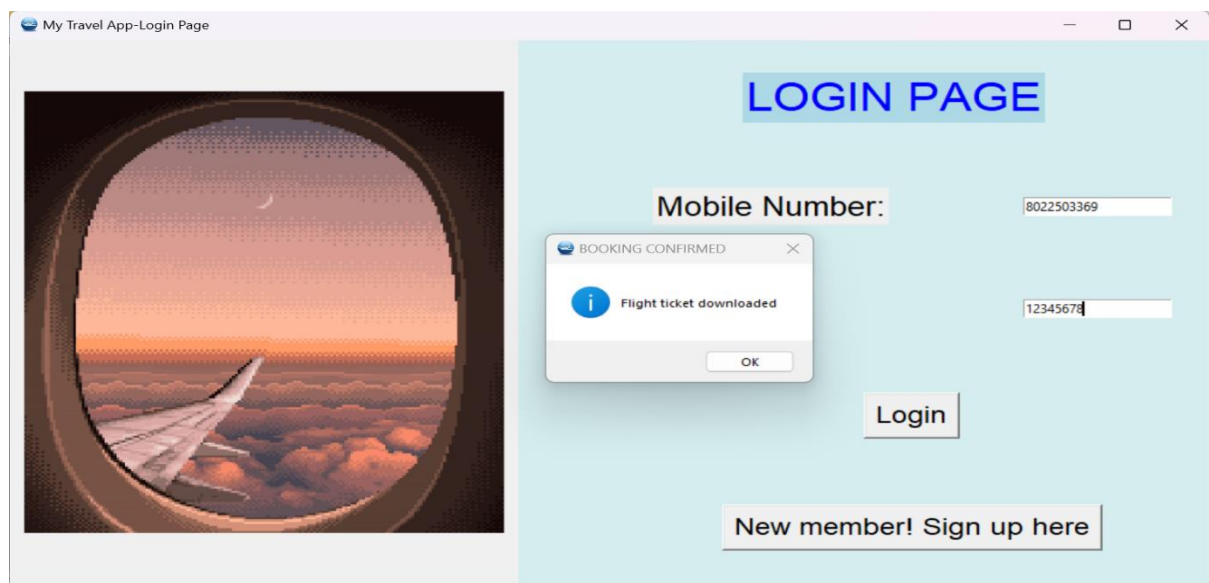 My Travel App-Login Page
LOGIN PAGE
Mobile Number:
8022503369
BOOKING CONFIRMED
Flight ticket downloaded
OK
12345678
Login
New member! Sign up here